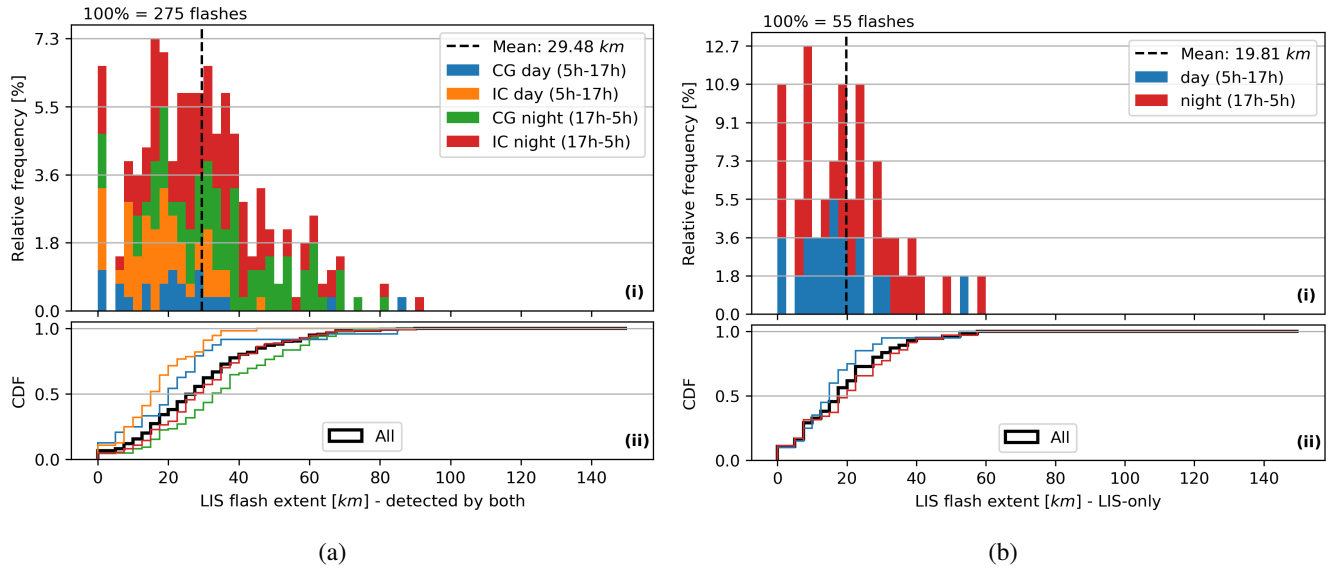 100% = 275 flashes
Relative frequency [%]
7.3
5.5
3.6
1.8
0.0
Mean: 29.48 km
CG day (5h-17h)
IC day (5h-17h)
CG night (17h-5h)
IC night (17h-5h)
(i)
CDF
1.0
0.5
0.0
All
(ii)
0 20 40 60 80 100 120 140
LIS flash extent [km] - detected by both
(a)
100% = 55 flashes
Relative frequency [%]
12.7
10.9
9.1
7.3
5.5
3.6
1.8
0.0
Mean: 19.81 km
day (5h-17h)
night (17h-5h)
(i)
CDF
1.0
0.5
0.0
All
(ii)
0 20 40 60 80 100 120 140
LIS flash extent [km] - LIS-only
(b)